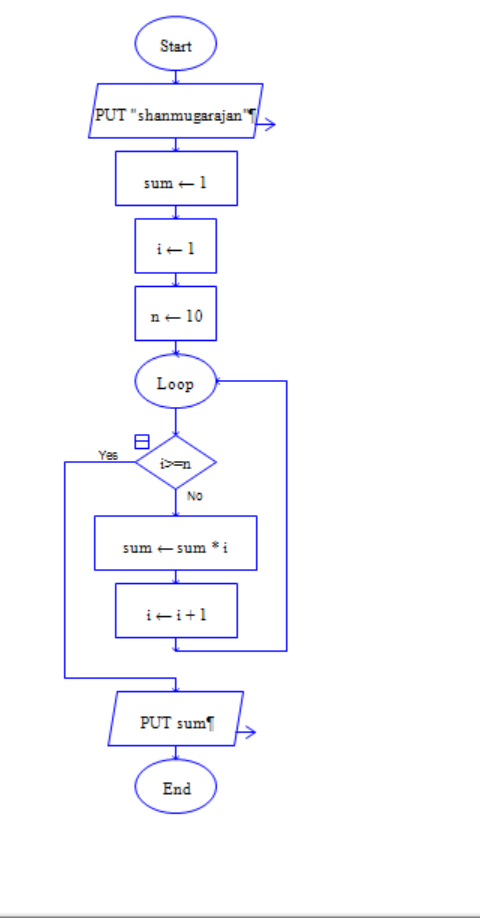 Start
PUT "shanmugarajan"¶
sum ← 1
i ← 1
n ← 10
Loop
Yes
i>=n
No
sum ← sum * i
i ← i + 1
PUT sum¶
End